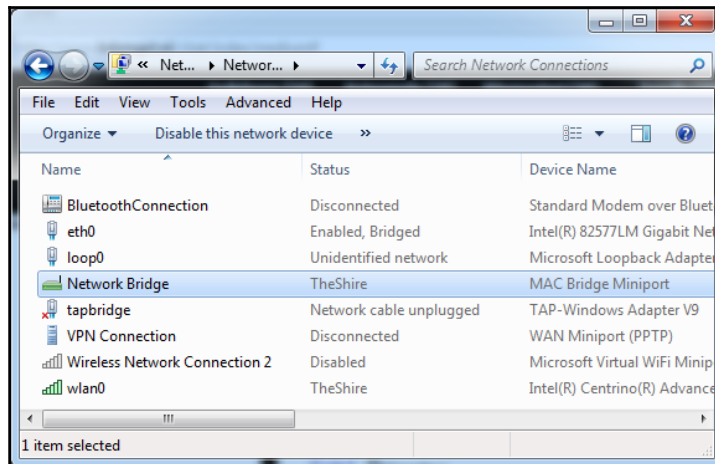 « Net... Networ... Search Network Connections
File Edit View Tools Advanced Help
Organize Disable this network device »
Name Status Device Name
BluetoothConnection Disconnected Standard Modem over Bluet
eth0 Enabled, Bridged Intel(R) 82577LM Gigabit Net
loop0 Unidentified network Microsoft Loopback Adapter
Network Bridge TheShire MAC Bridge Miniport
tapbridge Network cable unplugged TAP-Windows Adapter V9
VPN Connection Disconnected WAN Miniport (PPTP)
Wireless Network Connection 2 Disabled Microsoft Virtual WiFi Minip
wlan0 TheShire Intel(R) Centrino(R) Advance
1 item selected